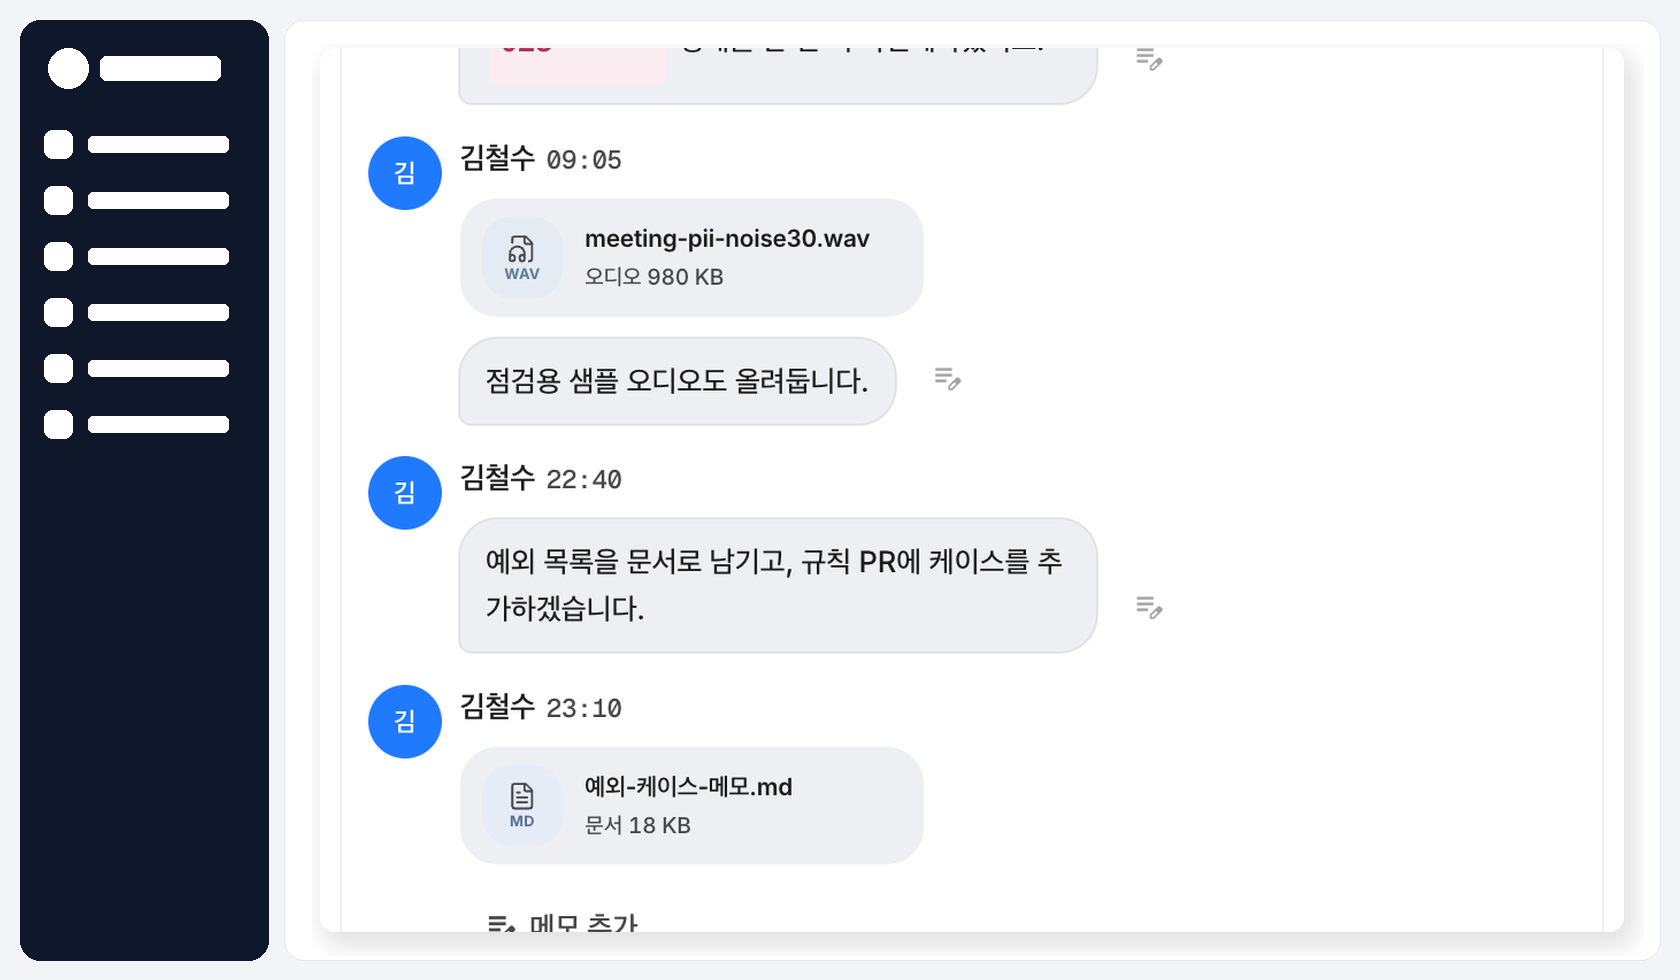 김
김철수 09:05
WAV
meeting-pii-noise30.wav
오디오 980 KB
점검용 샘플 오디오도 올려둡니다.
김
김철수 22:40
예외 목록을 문서로 남기고, 규칙 PR에 케이스를 추
가하겠습니다.
김
김철수 23:10
MD
예외-케이스-메모.md
문서 18 KB
메모 추가